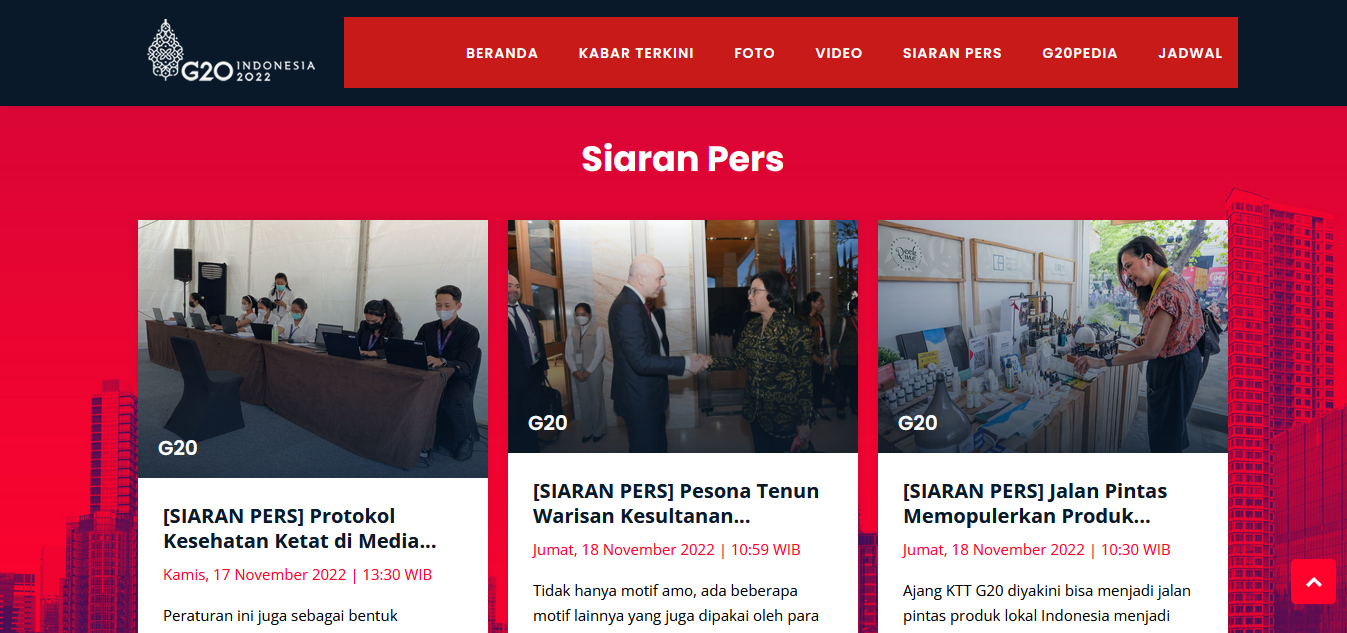 G20 INDONESIA
2022
BERANDA
KABAR TERKINI
FOTO
VIDEO
SIARAN PERS
G20PEDIA
JADWAL
Siaran Pers
G20
[SIARAN PERS] Protokol
Kesehatan Ketat di Media...
Kamis, 17 November 2022 | 13:30 WIB
Peraturan ini juga sebagai bentuk
G20
[SIARAN PERS] Pesona Tenun
Warisan Kesultanan...
Jumat, 18 November 2022 | 10:59 WIB
Tidak hanya motif amo, ada beberapa
motif lainnya yang juga dipakai oleh para
G20
[SIARAN PERS] Jalan Pintas
Memopulerkan Produk...
Jumat, 18 November 2022 | 10:30 WIB
Ajang KTT G20 diyakini bisa menjadi jalan
pintas produk lokal Indonesia menjadi